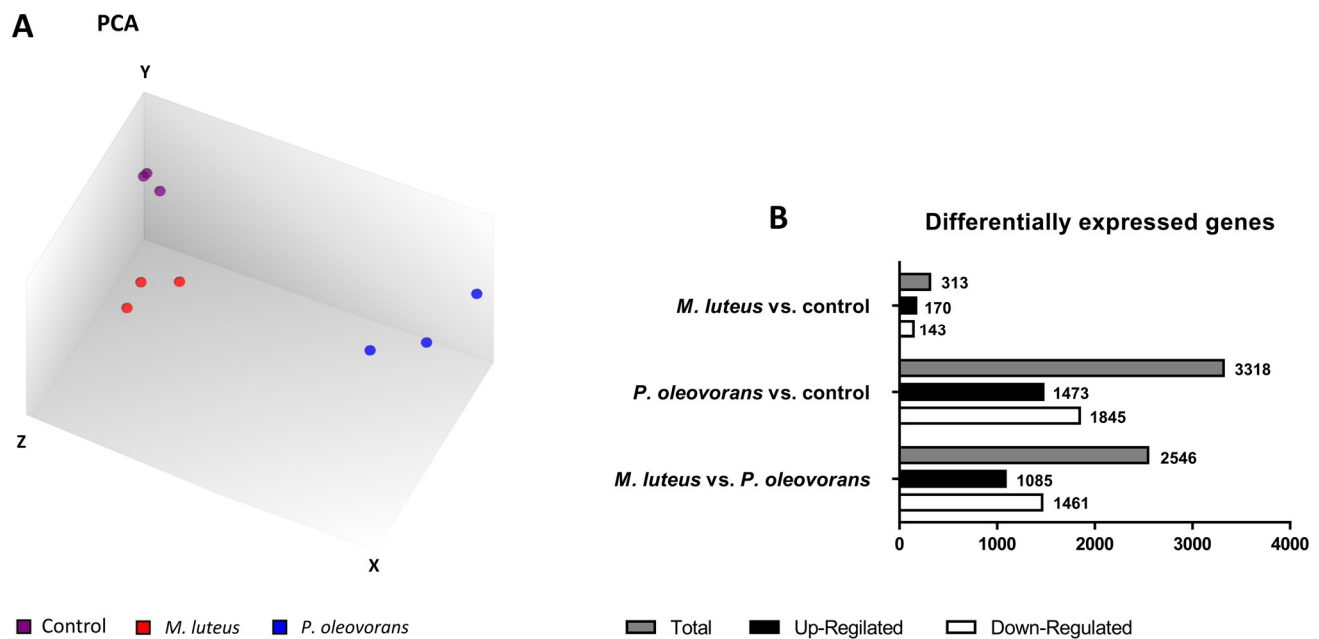 A
PCA
Y
Z
X
Control
M. luteus
P. oleovorans
B
Differentially expressed genes
M. luteus vs. control
313
170
143
P. oleovorans vs. control
3318
1473
1845
M. luteus vs. P. oleovorans
2546
1085
1461
0 1000 2000 3000 4000
Total
Up-Regilated
Down-Regulated